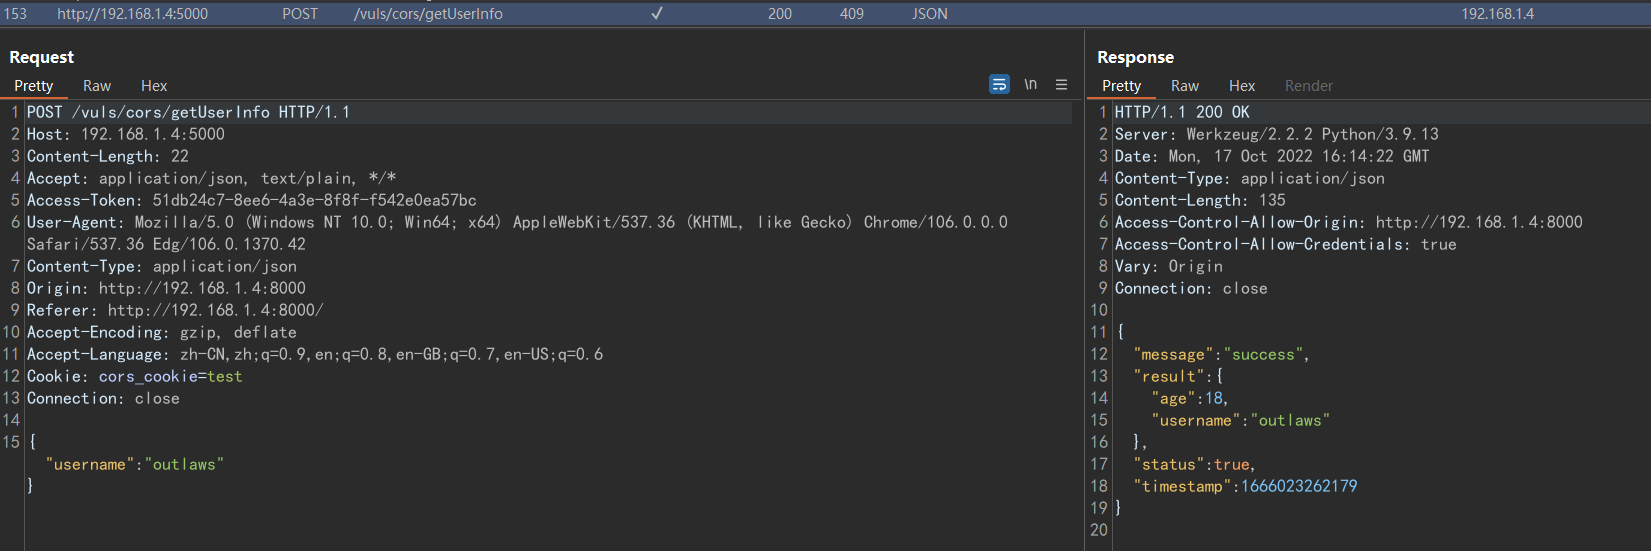 153 http://192.168.1.4:5000 POST /vuls/cors/getUserInfo ✓ 200 409 JSON 192.168.1.4
Request
Pretty Raw Hex \n
1 POST /vuls/cors/getUserInfo HTTP/1.1
2 Host: 192.168.1.4:5000
3 Content-Length: 22
4 Accept: application/json, text/plain, */*
5 Access-Token: 51db24c7-8ee6-4a3e-8f8f-f542e0ea57bc
6 User-Agent: Mozilla/5.0 (Windows NT 10.0; Win64; x64) AppleWebKit/537.36 (KHTML, like Gecko) Chrome/106.0.0.0
Safari/537.36 Edg/106.0.1370.42
7 Content-Type: application/json
8 Origin: http://192.168.1.4:8000
9 Referer: http://192.168.1.4:8000/
10 Accept-Encoding: gzip, deflate
11 Accept-Language: zh-CN,zh;q=0.9,en;q=0.8,en-GB;q=0.7,en-US;q=0.6
12 Cookie: cors_cookie=test
13 Connection: close
14
15 {
"username":"outlaws"
}
Response
Pretty Raw Hex Render
1 HTTP/1.1 200 OK
2 Server: Werkzeug/2.2.2 Python/3.9.13
3 Date: Mon, 17 Oct 2022 16:14:22 GMT
4 Content-Type: application/json
5 Content-Length: 135
6 Access-Control-Allow-Origin: http://192.168.1.4:8000
7 Access-Control-Allow-Credentials: true
8 Vary: Origin
9 Connection: close
10
11 {
12 "message":"success",
13 "result":{
14 "age":18,
15 "username":"outlaws"
16 },
17 "status":true,
18 "timestamp":1666023262179
19 }
20